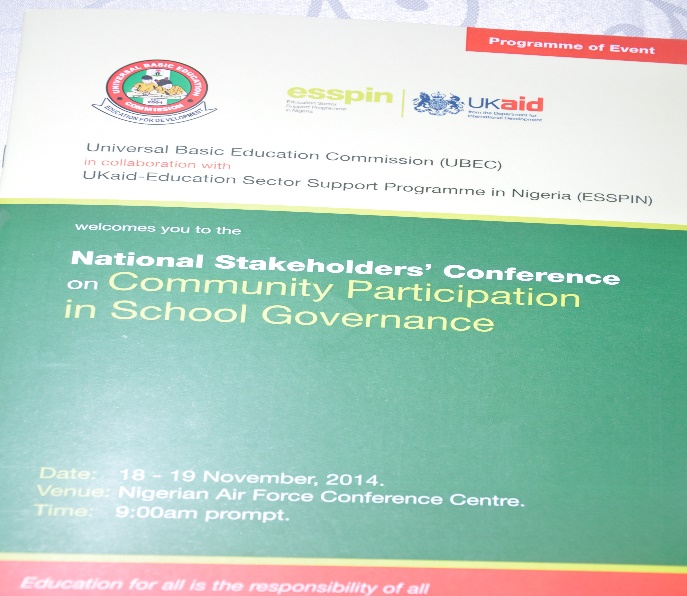 Programme of Event
UNIVERSAL BASIC EDUCATION
COMMISSION
EDUCATION FOR DEVELOPMENT
esspin
Education Sector
Support Programme
in Nigeria
UKaid
from the Department for
International Development
Universal Basic Education Commission (UBEC)
in collaboration with
UKaid-Education Sector Support Programme in Nigeria (ESSPIN)
welcomes you to the
National Stakeholders' Conference
on Community Participation
in School Governance
Date: 18 - 19 November, 2014.
Venue: Nigerian Air Force Conference Centre.
Time: 9:00am prompt.
Education for all is the responsibility of all